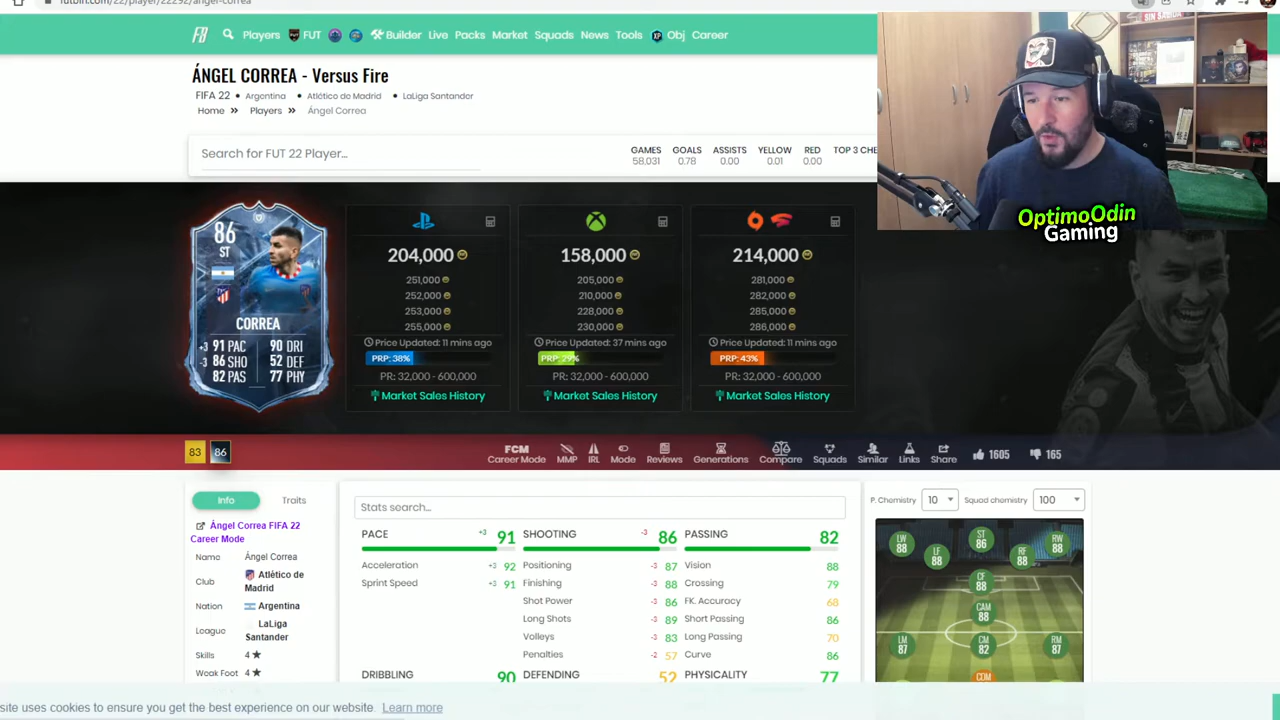 futbin.com/22/player/22292/angel-correa
Players FUT Builder Live Packs Market Squads News Tools XP Obj Career
ÁNGEL CORREA - Versus Fire
FIFA 22 • Argentina • Atlético de Madrid • LaLiga Santander
Home » Players » Ángel Correa
Search for FUT 22 Player...
GAMES GOALS ASSISTS YELLOW RED TOP 3 CHE
58,031 0.78 0.00 0.01 0.00
SIN SALIDA
OptimoOdin
Gaming
86
ST
CORREA
+3 91 PAC 90 DRI
-3 86 SHO 52 DEF
82 PAS 77 PHY
204,000
251,000
252,000
253,000
255,000
Price Updated: 11 mins ago
PRP: 38%
PR: 32,000 - 600,000
Market Sales History
158,000
205,000
210,000
228,000
230,000
Price Updated: 37 mins ago
PRP: 29%
PR: 32,000 - 600,000
Market Sales History
214,000
281,000
282,000
285,000
286,000
Price Updated: 11 mins ago
PRP: 43%
PR: 32,000 - 600,000
Market Sales History
83 86
FCM
Career Mode MMP IRL Mode Reviews Generations Compare Squads Similar Links Share 1605 165
Info Traits
Ángel Correa FIFA 22
Career Mode
Name Ángel Correa
Club Atlético de
Madrid
Nation Argentina
League LaLiga
Santander
Skills 4★
Weak Foot 4★
Stats search...
PACE +3 91
Acceleration +3 92
Sprint Speed +3 91
SHOOTING -3 86
Positioning -3 87
Finishing -3 88
Shot Power -3 86
Long Shots -3 89
Volleys -3 83
Penalties -2 57
PASSING 82
Vision 88
Crossing 79
FK. Accuracy 68
Short Passing 86
Long Passing 70
Curve 86
DRIBBLING 90 DEFENDING 52 PHYSICALITY 77
P. Chemistry 10 Squad chemistry 100
LW
88
LF
88
ST
86
RF
88
RW
88
CF
88
CAM
88
LM
87
CM
82
RM
87
CDM
site uses cookies to ensure you get the best experience on our website. Learn more